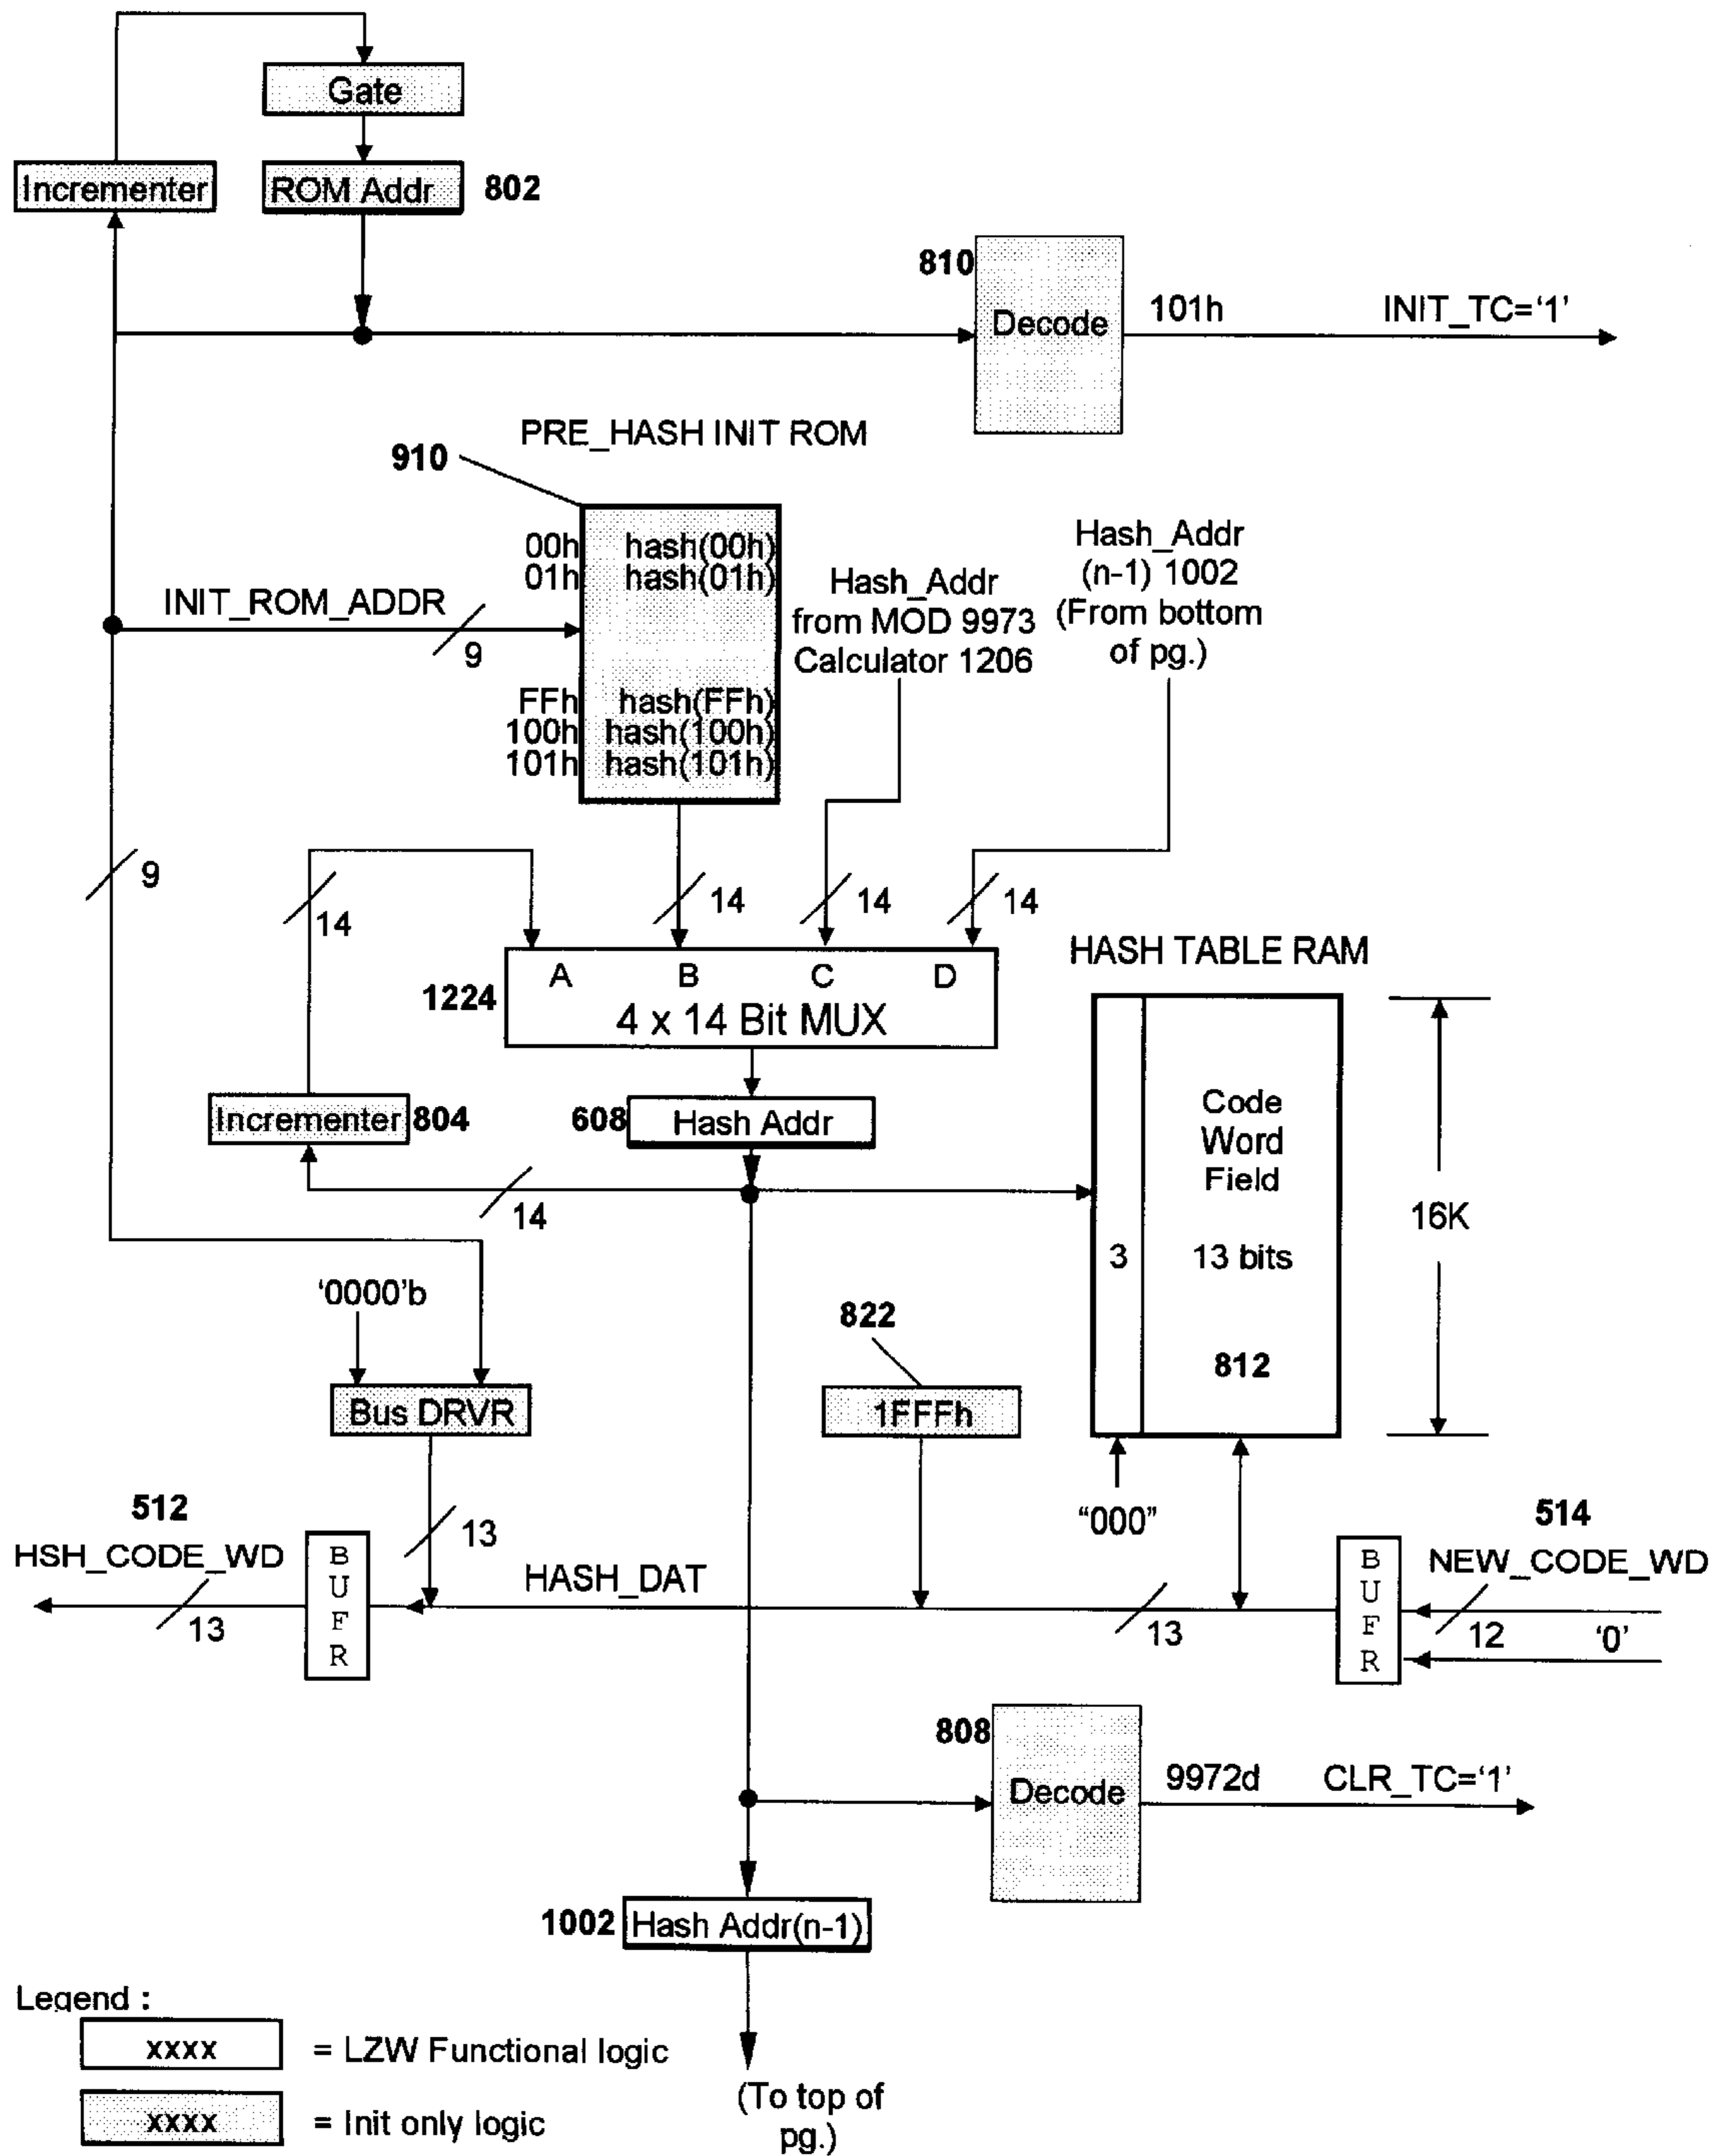 Gate
Incrementer
ROM Addr
802
810
Decode
101h
INIT_TC='1'
PRE_HASH INIT ROM
910
00h hash(00h)
01h hash(01h)
FFh hash(FFh)
100h hash(100h)
101h hash(101h)
INIT_ROM_ADDR
9
Hash_Addr
from MOD 9973
Calculator 1206
Hash_Addr
(n-1) 1002
(From bottom
of pg.)
9
14
14
14
14
A B C D
1224
4 x 14 Bit MUX
HASH TABLE RAM
Incrementer
804
608
Hash Addr
14
Code
Word
Field
3
13 bits
812
16K
'0000'b
822
Bus DRVR
1FFFh
"000"
512
HSH_CODE_WD
13
BUFR
13
HASH_DAT
13
BUFR
514
NEW_CODE_WD
12
'0'
808
Decode
9972d
CLR_TC='1'
1002
Hash Addr(n-1)
(To top of
pg.)
Legend :
xxxx = LZW Functional logic
xxxx = Init only logic